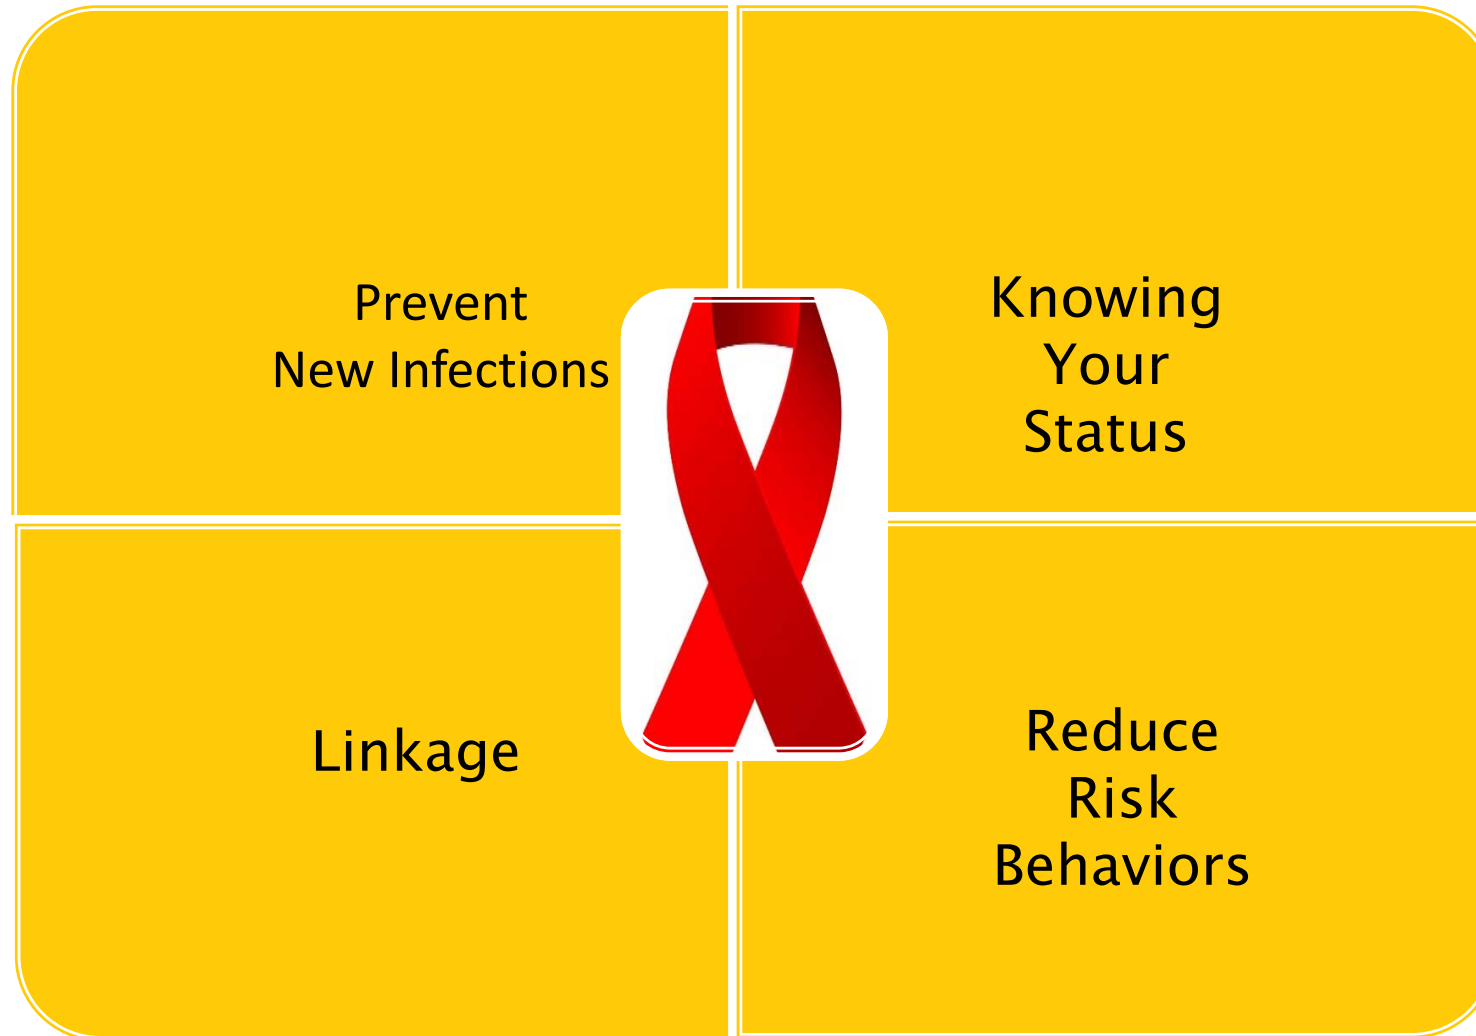 Prevent
New Infections
Knowing
Your
Status
Linkage
Reduce
Risk
Behaviors